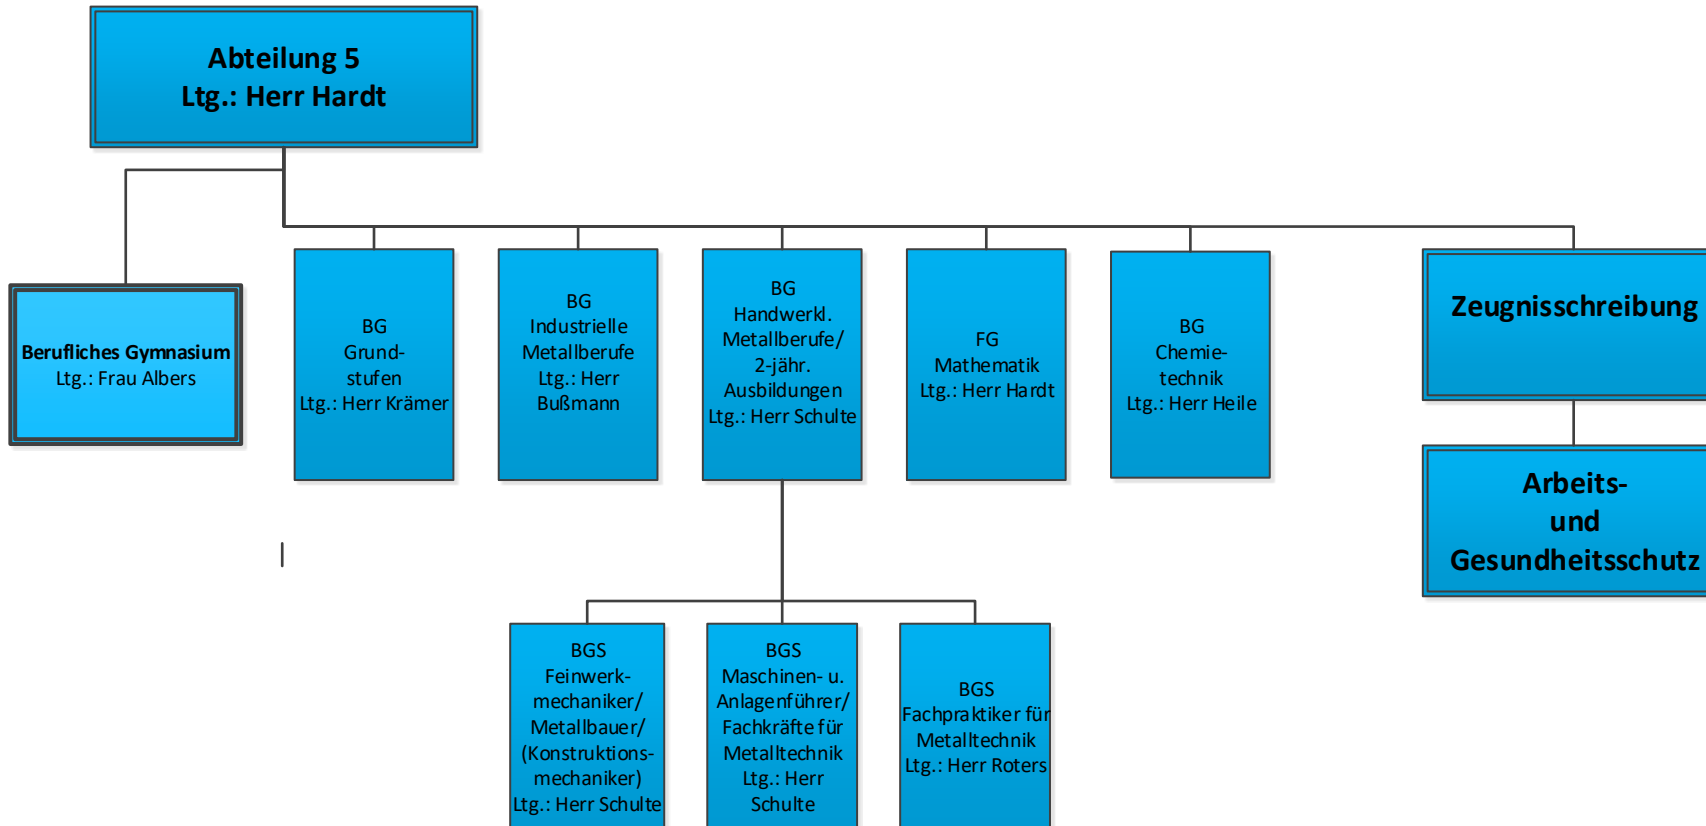 Abteilung 5
Ltg.: Herr Hardt
Berufliches Gymnasium
Ltg.: Frau Albers
BG
Grund-
stufen
Ltg.: Herr Krämer
BG
Industrielle
Metallberufe
Ltg.: Herr
Bußmann
BG
Handwerkl.
Metallberufe/
2-jähr.
Ausbildungen
Ltg.: Herr Schulte
FG
Mathematik
Ltg.: Herr Hardt
BG
Chemie-
technik
Ltg.: Herr Heile
Zeugnisschreibung
Arbeits-
und
Gesundheitsschutz
BGS
Feinwerk-
mechaniker/
Metallbauer/
(Konstruktions-
mechaniker)
Ltg.: Herr Schulte
BGS
Maschinen- u.
Anlagenführer/
Fachkräfte für
Metalltechnik
Ltg.: Herr
Schulte
BGS
Fachpraktiker für
Metalltechnik
Ltg.: Herr Roters